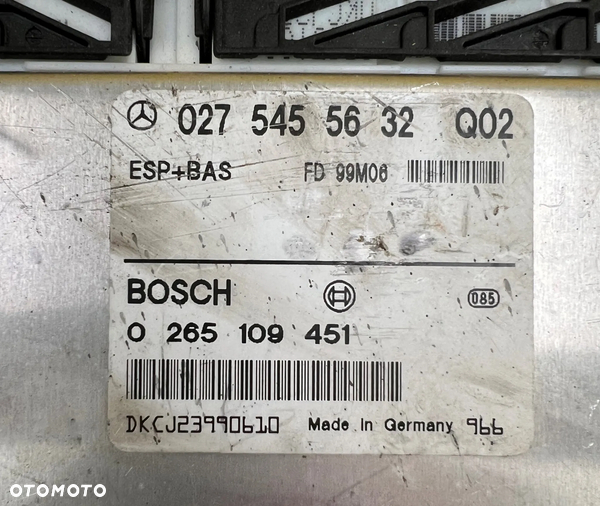 027 545 56 32 Q02
ESP+BAS FD 99M06
BOSCH
085
0 265 109 451
DKCJ23990610 Made in Germany 966
OTOMOTO